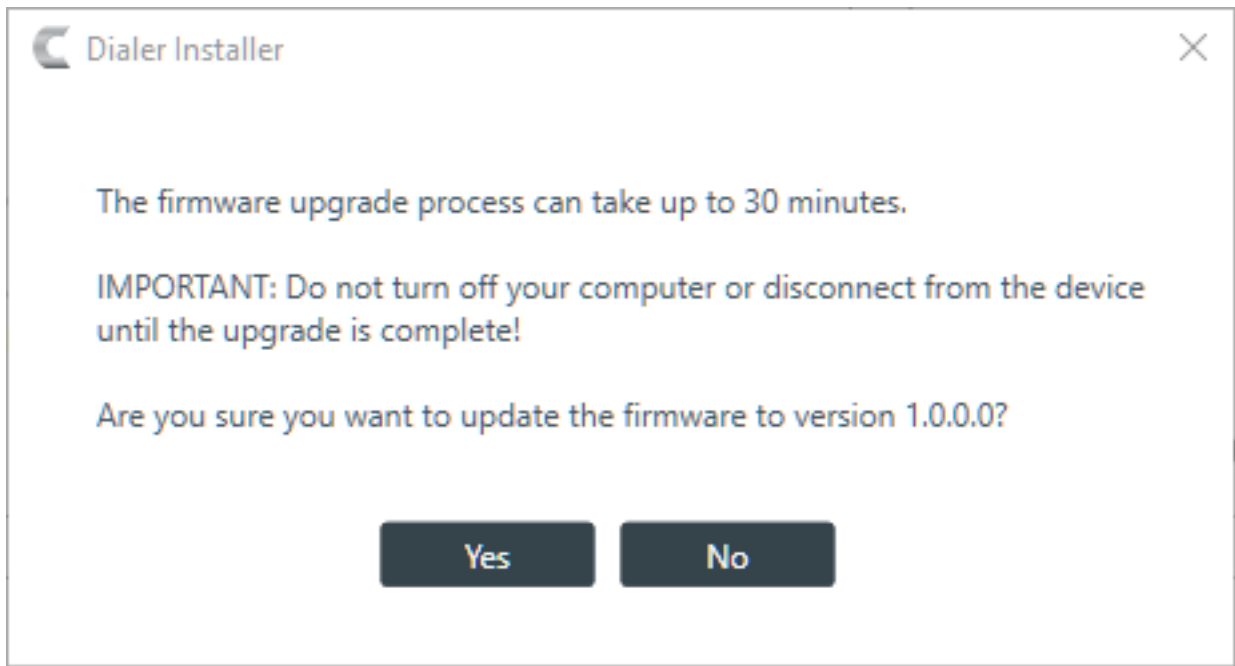 Dialer Installer
The firmware upgrade process can take up to 30 minutes.
IMPORTANT: Do not turn off your computer or disconnect from the device
until the upgrade is complete!
Are you sure you want to update the firmware to version 1.0.0.0?
Yes
No